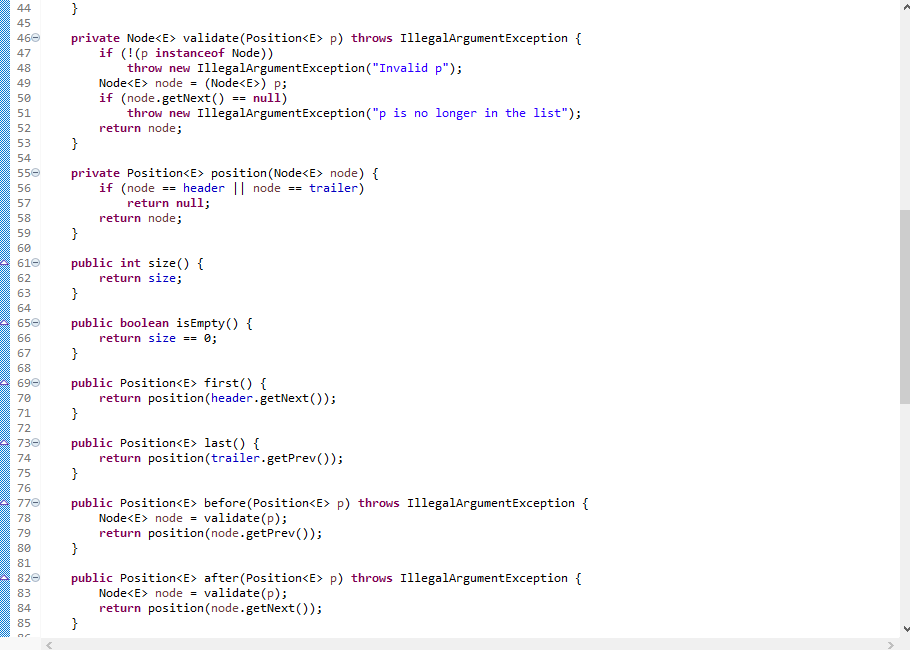 44 }
45
46 private Node<E> validate(Position<E> p) throws IllegalArgumentException {
47 if (!(p instanceof Node))
48 throw new IllegalArgumentException("Invalid p");
49 Node<E> node = (Node<E>) p;
50 if (node.getNext() == null)
51 throw new IllegalArgumentException("p is no longer in the list");
52 return node;
53 }
54
55 private Position<E> position(Node<E> node) {
56 if (node == header || node == trailer)
57 return null;
58 return node;
59 }
60
61 public int size() {
62 return size;
63 }
64
65 public boolean isEmpty() {
66 return size == 0;
67 }
68
69 public Position<E> first() {
70 return position(header.getNext());
71 }
72
73 public Position<E> last() {
74 return position(trailer.getPrev());
75 }
76
77 public Position<E> before(Position<E> p) throws IllegalArgumentException {
78 Node<E> node = validate(p);
79 return position(node.getPrev());
80 }
81
82 public Position<E> after(Position<E> p) throws IllegalArgumentException {
83 Node<E> node = validate(p);
84 return position(node.getNext());
85 }